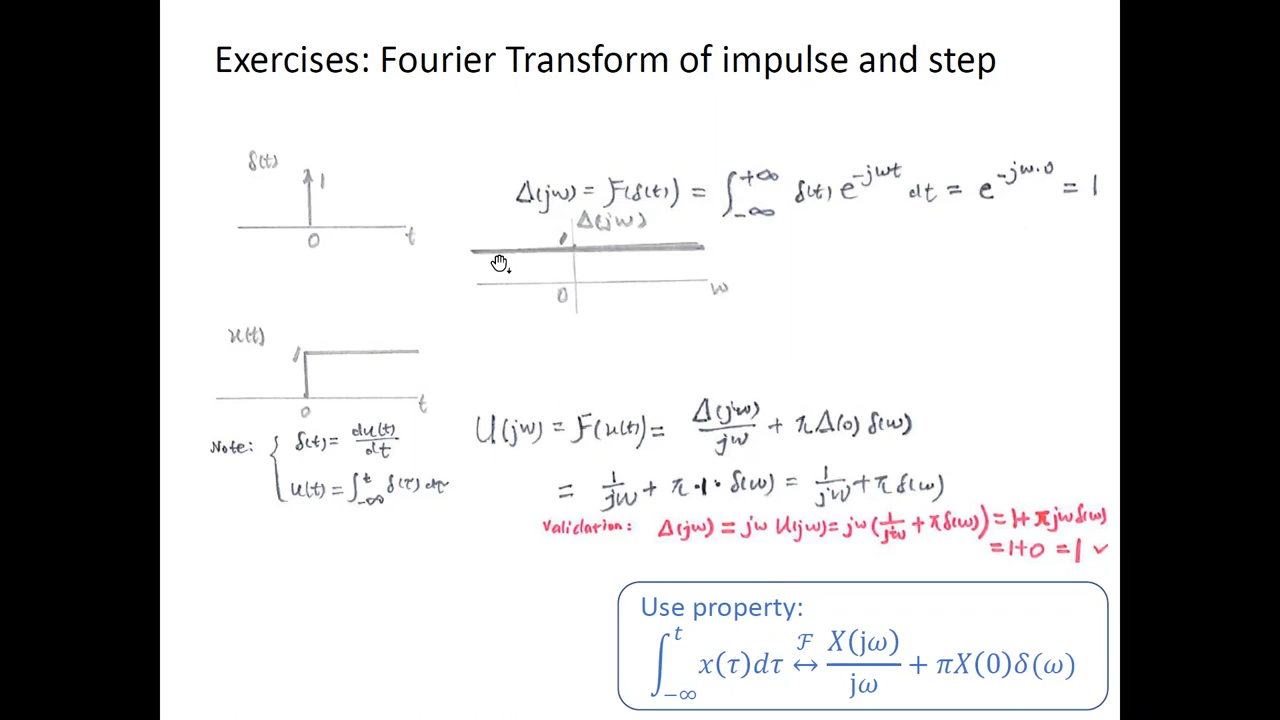 Exercises: Fourier Transform of impulse and step
δ(t)
1
0
t
Δ(jω) = F(δ(t)) = ∫_{-∞}^{+∞} δ(t) e^{-jωt} dt = e^{-jω·0} = 1
Δ(jω)
1
0
ω
u(t)
1
0
t
Note: { δ(t) = du(t)/dt
u(t) = ∫_{-∞}^{t} δ(τ) dτ
U(jω) = F(u(t)) = Δ(jω)/jω + πΔ(0) δ(ω)
= 1/jω + π·1·δ(ω) = 1/jω + πδ(ω)
Validation: Δ(jω) = jω U(jω) = jω(1/jω + πδ(ω)) = 1 + πjωδ(ω)
= 1+0 = 1 ✓
Use property:
∫_{-∞}^{t} x(τ)dτ ↔^{ℱ} X(jω)/jω + πX(0)δ(ω)